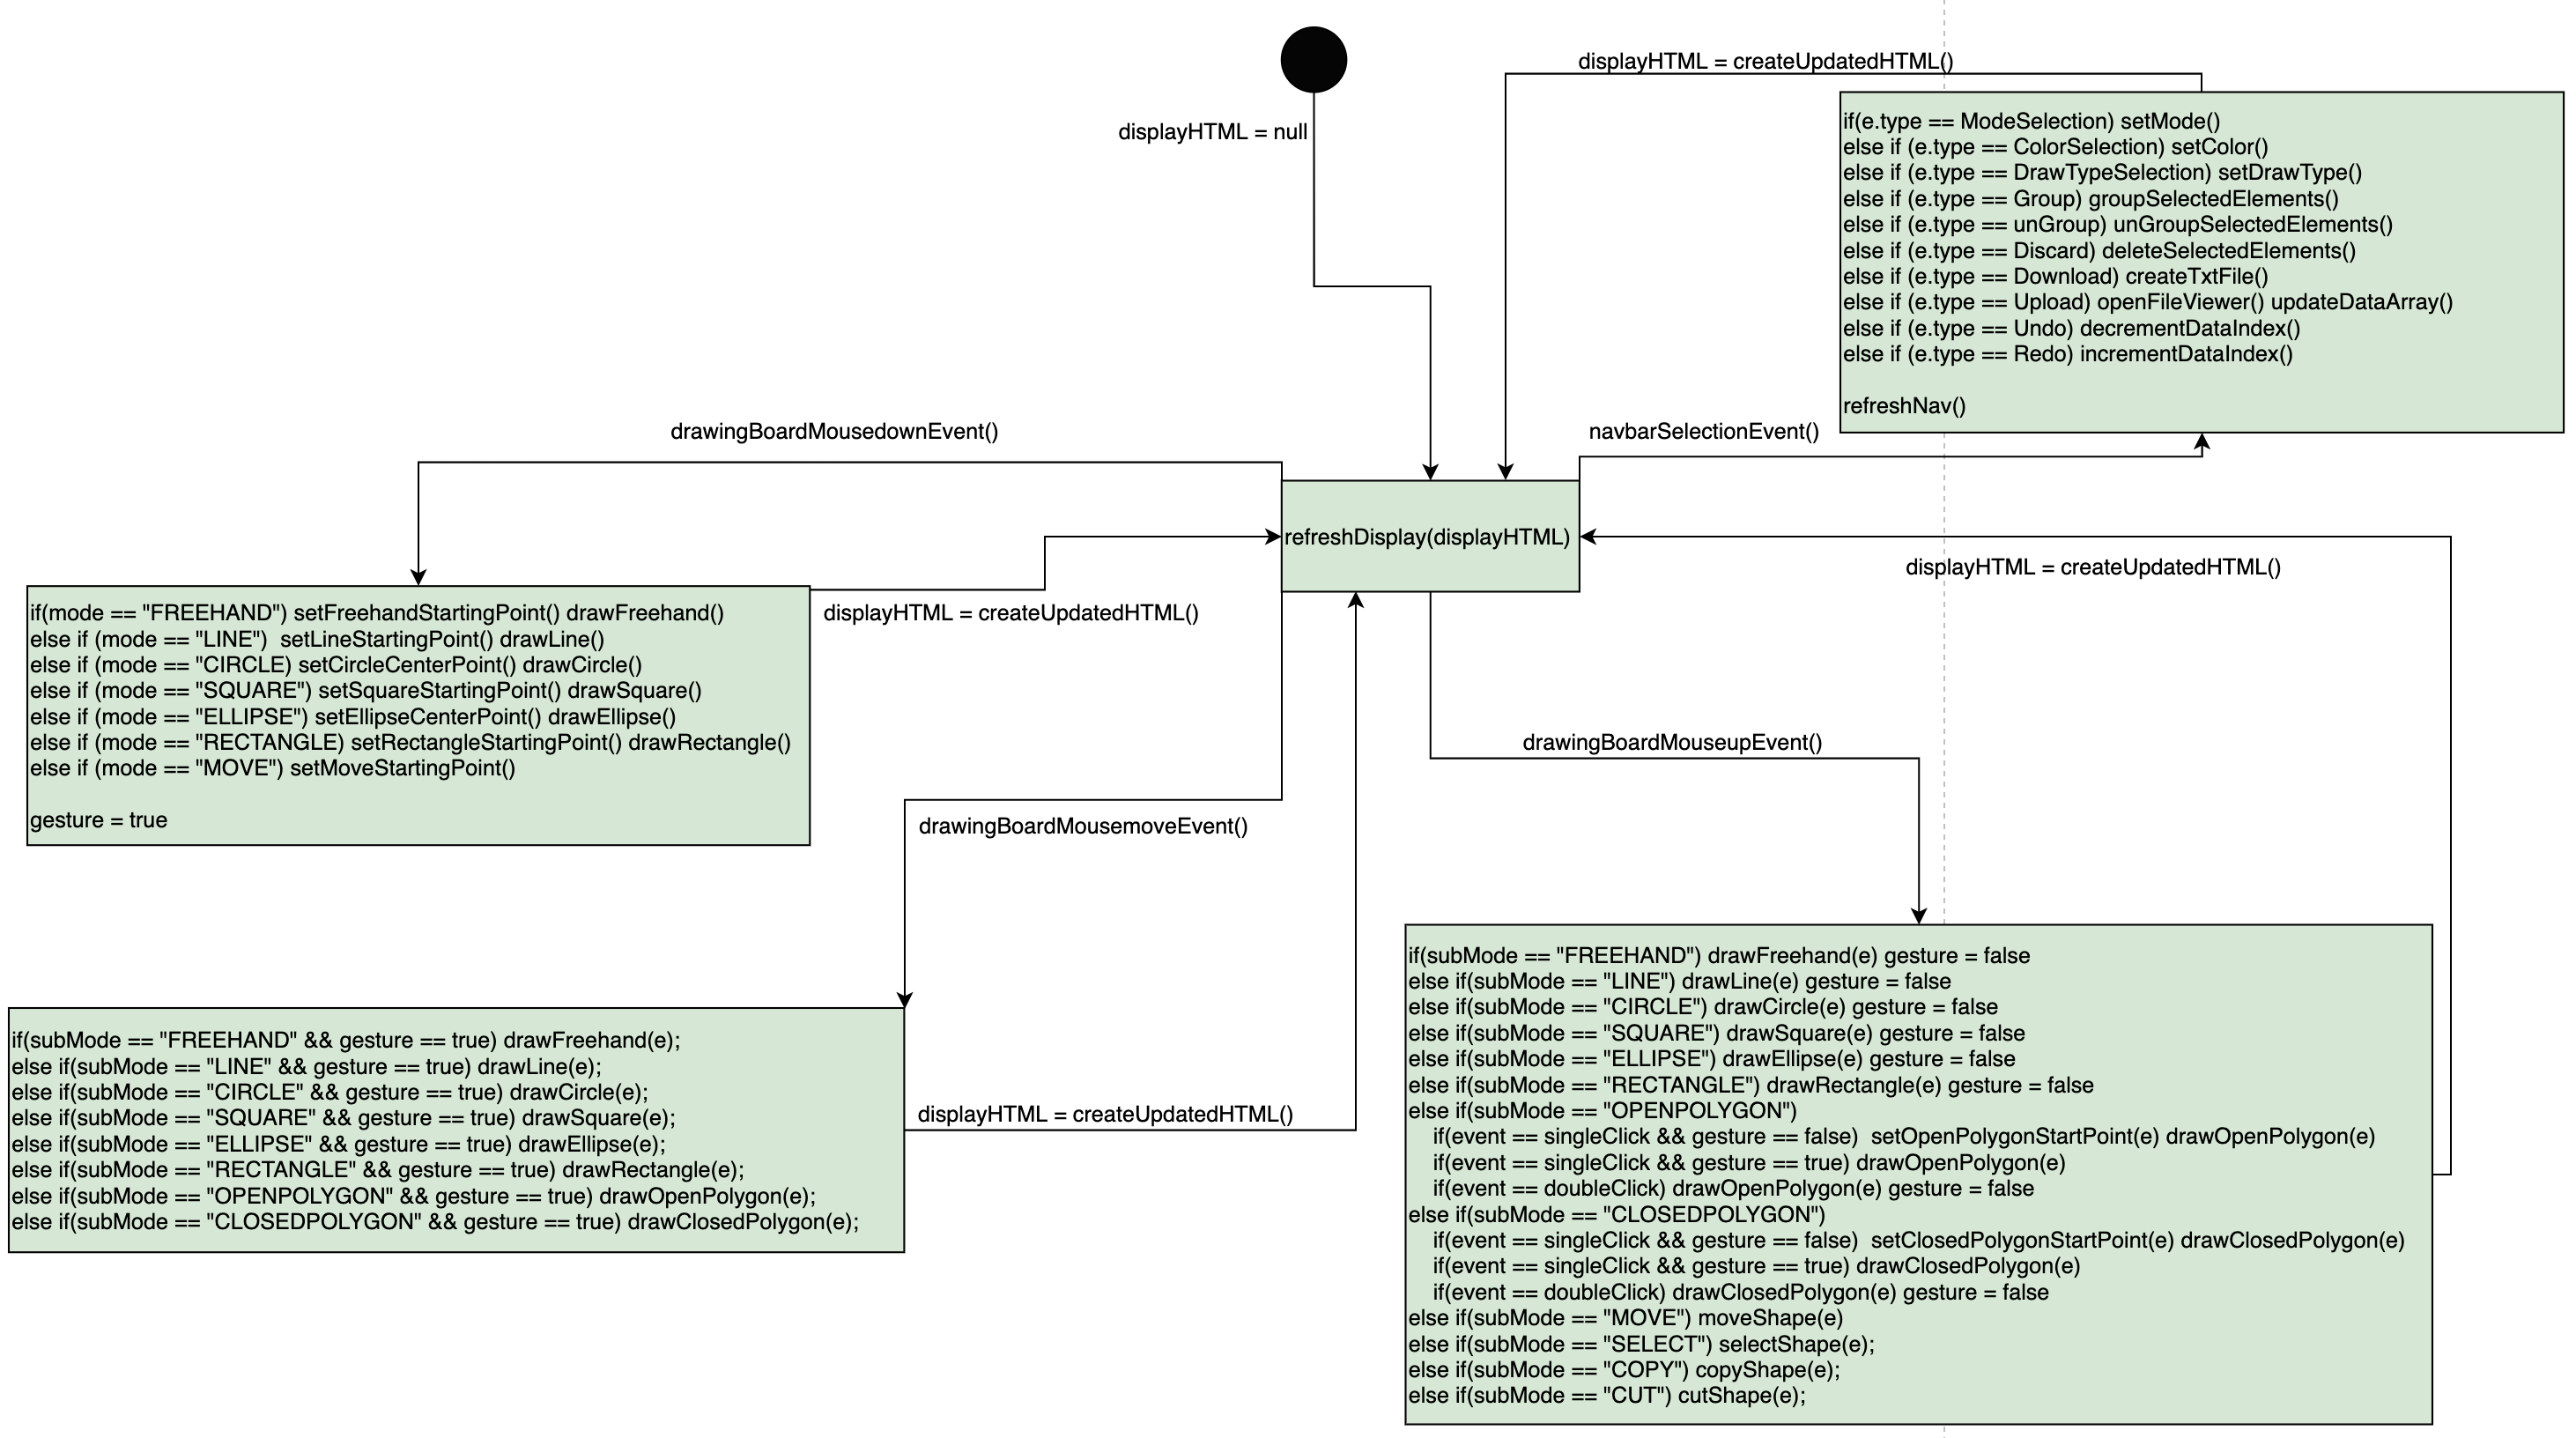 displayHTML = createUpdatedHTML()
displayHTML = null
if(e.type == ModeSelection) setMode()
else if (e.type == ColorSelection) setColor()
else if (e.type == DrawTypeSelection) setDrawType()
else if (e.type == Group) groupSelectedElements()
else if (e.type == unGroup) unGroupSelectedElements()
else if (e.type == Discard) deleteSelectedElements()
else if (e.type == Download) createTxtFile()
else if (e.type == Upload) openFileViewer() updateDataArray()
else if (e.type == Undo) decrementDataIndex()
else if (e.type == Redo) incrementDataIndex()
refreshNav()
drawingBoardMousedownEvent()
navbarSelectionEvent()
refreshDisplay(displayHTML)
displayHTML = createUpdatedHTML()
displayHTML = createUpdatedHTML()
if(mode == "FREEHAND") setFreehandStartingPoint() drawFreehand()
else if (mode == "LINE")  setLineStartingPoint() drawLine()
else if (mode == "CIRCLE) setCircleCenterPoint() drawCircle()
else if (mode == "SQUARE") setSquareStartingPoint() drawSquare()
else if (mode == "ELLIPSE") setEllipseCenterPoint() drawEllipse()
else if (mode == "RECTANGLE) setRectangleStartingPoint() drawRectangle()
else if (mode == "MOVE") setMoveStartingPoint()
gesture = true
drawingBoardMouseupEvent()
drawingBoardMousemoveEvent()
if(subMode == "FREEHAND" && gesture == true) drawFreehand(e);
else if(subMode == "LINE" && gesture == true) drawLine(e);
else if(subMode == "CIRCLE" && gesture == true) drawCircle(e);
else if(subMode == "SQUARE" && gesture == true) drawSquare(e);
else if(subMode == "ELLIPSE" && gesture == true) drawEllipse(e);
else if(subMode == "RECTANGLE" && gesture == true) drawRectangle(e);
else if(subMode == "OPENPOLYGON" && gesture == true) drawOpenPolygon(e);
else if(subMode == "CLOSEDPOLYGON" && gesture == true) drawClosedPolygon(e);
displayHTML = createUpdatedHTML()
if(subMode == "FREEHAND") drawFreehand(e) gesture = false
else if(subMode == "LINE") drawLine(e) gesture = false
else if(subMode == "CIRCLE") drawCircle(e) gesture = false
else if(subMode == "SQUARE") drawSquare(e) gesture = false
else if(subMode == "ELLIPSE") drawEllipse(e) gesture = false
else if(subMode == "RECTANGLE") drawRectangle(e) gesture = false
else if(subMode == "OPENPOLYGON")
if(event == singleClick && gesture == false)  setOpenPolygonStartPoint(e) drawOpenPolygon(e)
if(event == singleClick && gesture == true) drawOpenPolygon(e)
if(event == doubleClick) drawOpenPolygon(e) gesture = false
else if(subMode == "CLOSEDPOLYGON")
if(event == singleClick && gesture == false)  setClosedPolygonStartPoint(e) drawClosedPolygon(e)
if(event == singleClick && gesture == true) drawClosedPolygon(e)
if(event == doubleClick) drawClosedPolygon(e) gesture = false
else if(subMode == "MOVE") moveShape(e)
else if(subMode == "SELECT") selectShape(e);
else if(subMode == "COPY") copyShape(e);
else if(subMode == "CUT") cutShape(e);